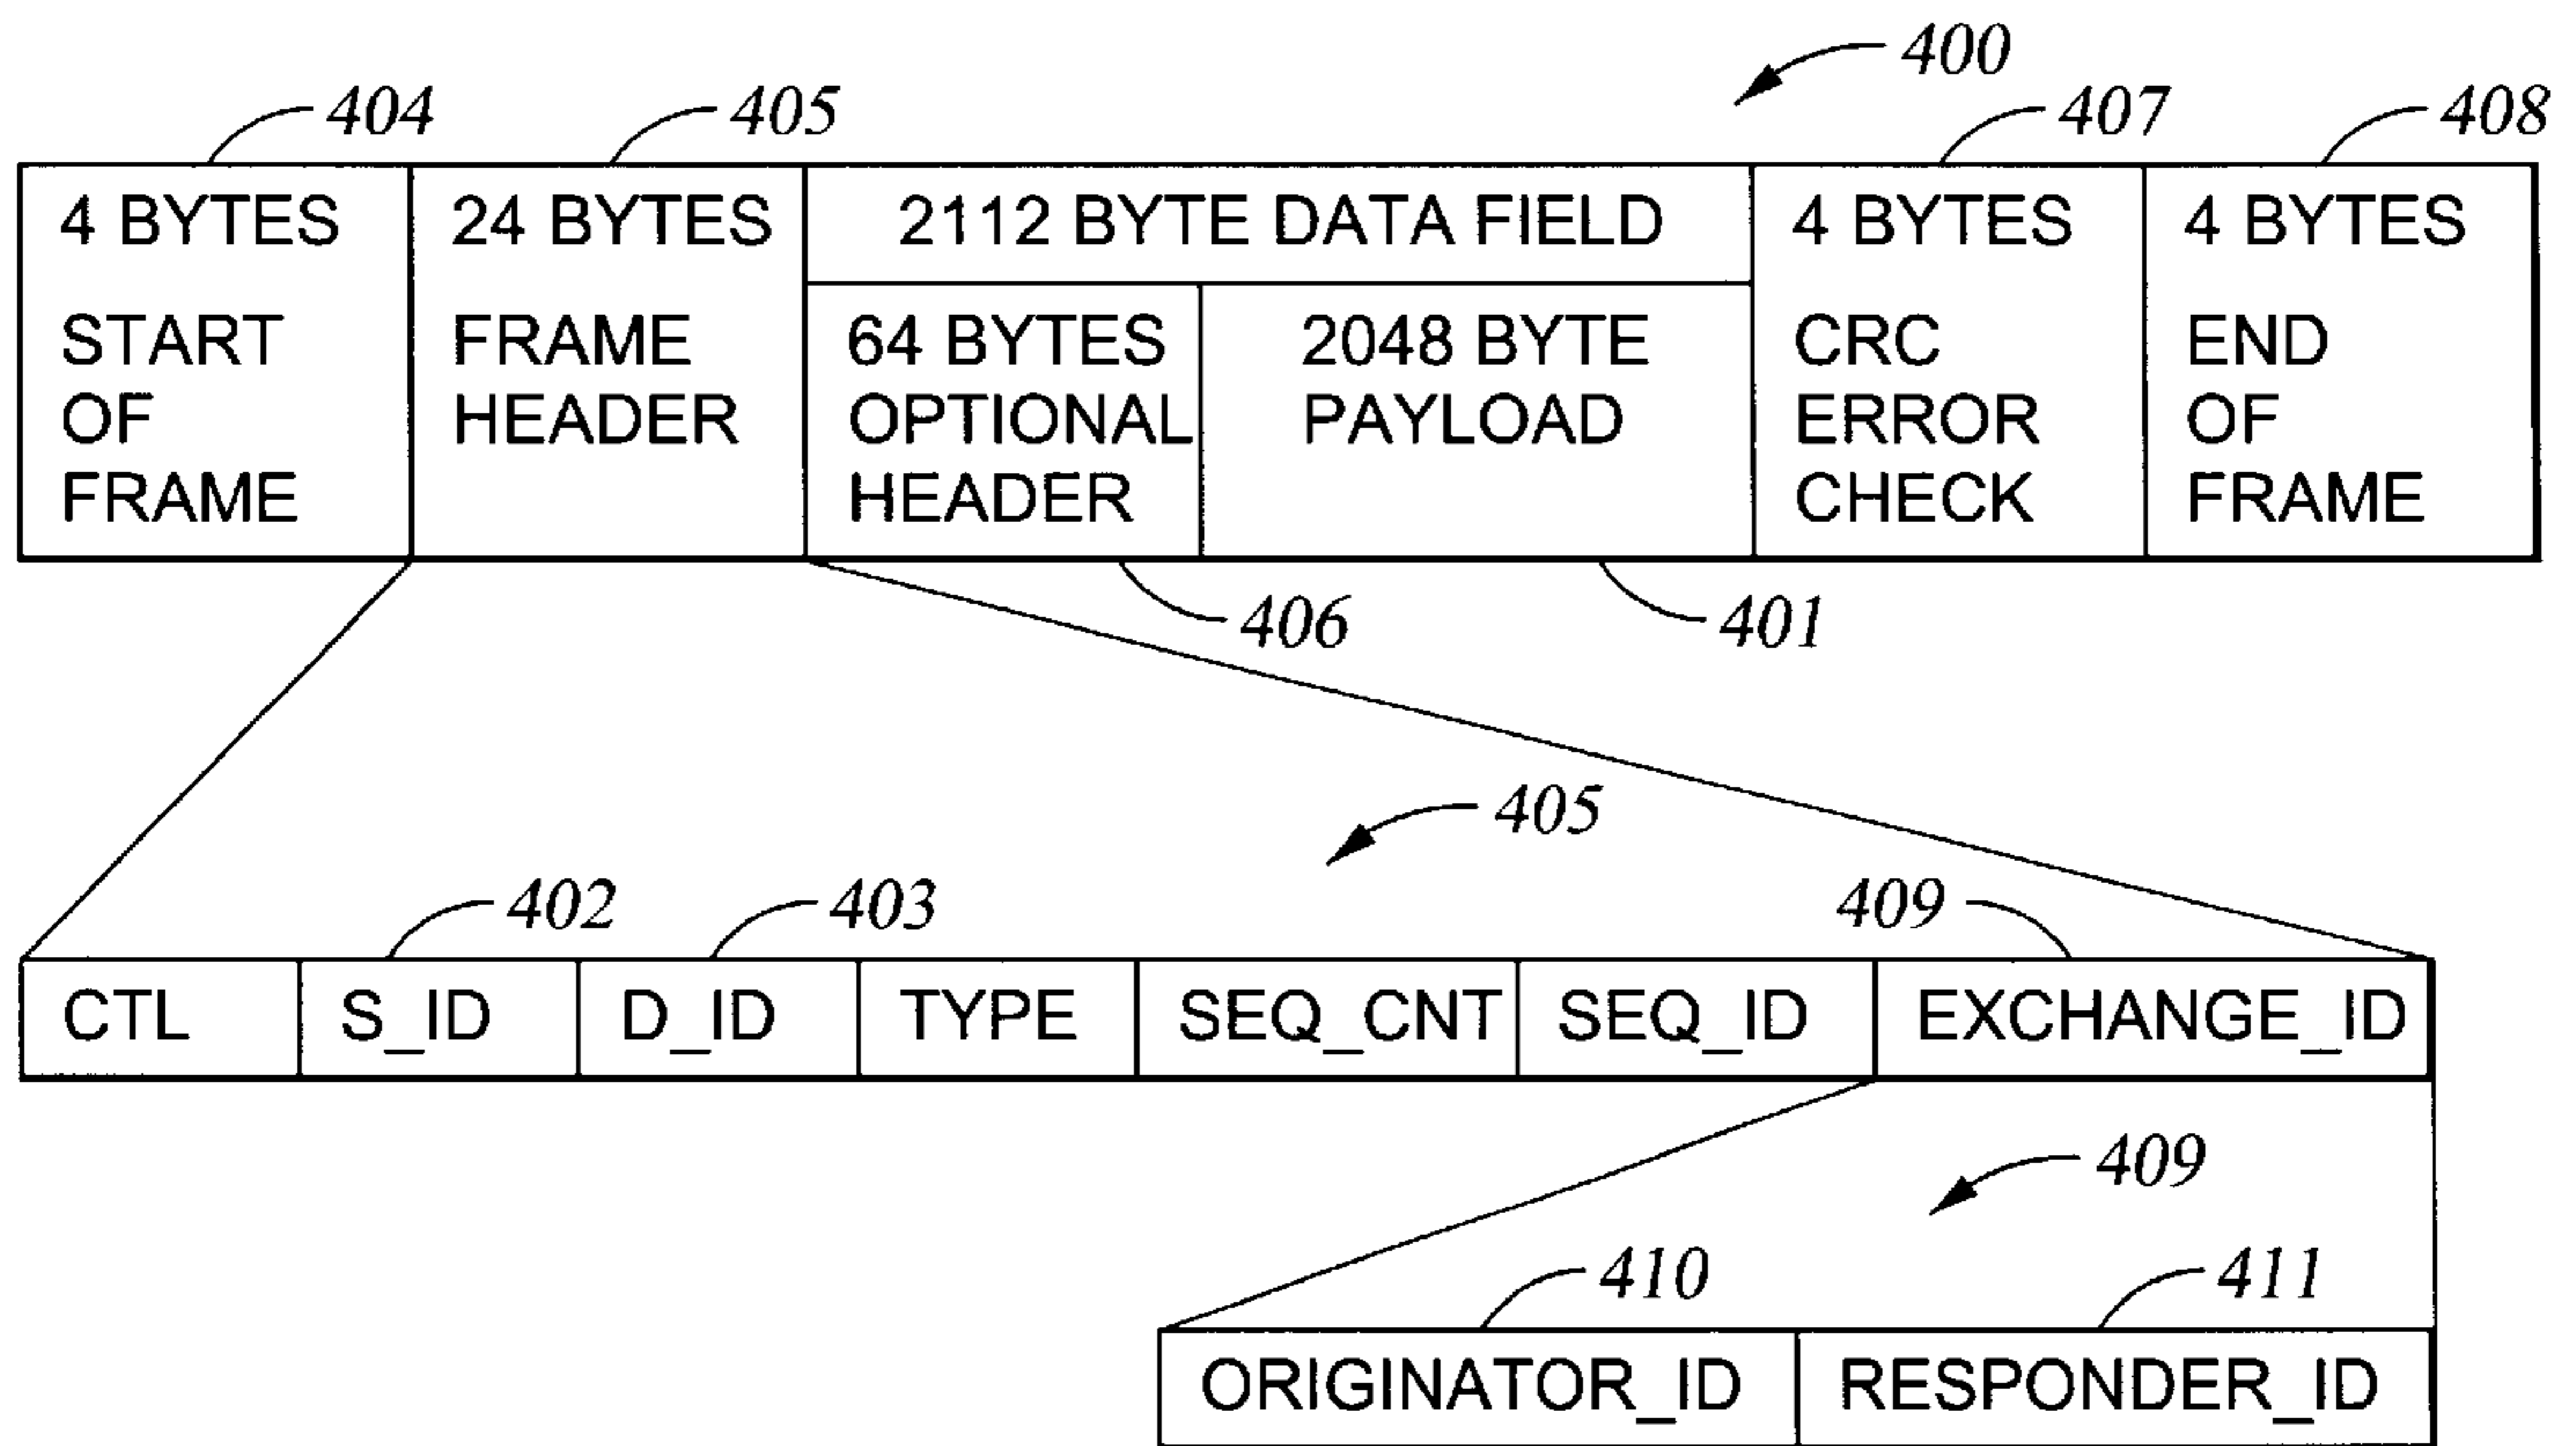 400
404
405
407
408
4 BYTES
START
OF
FRAME
24 BYTES
FRAME
HEADER
2112 BYTE DATA FIELD
64 BYTES
OPTIONAL
HEADER
2048 BYTE
PAYLOAD
4 BYTES
CRC
ERROR
CHECK
4 BYTES
END
OF
FRAME
406
401
405
402
403
409
CTL
S_ID
D_ID
TYPE
SEQ_CNT
SEQ_ID
EXCHANGE_ID
409
410
411
ORIGINATOR_ID
RESPONDER_ID